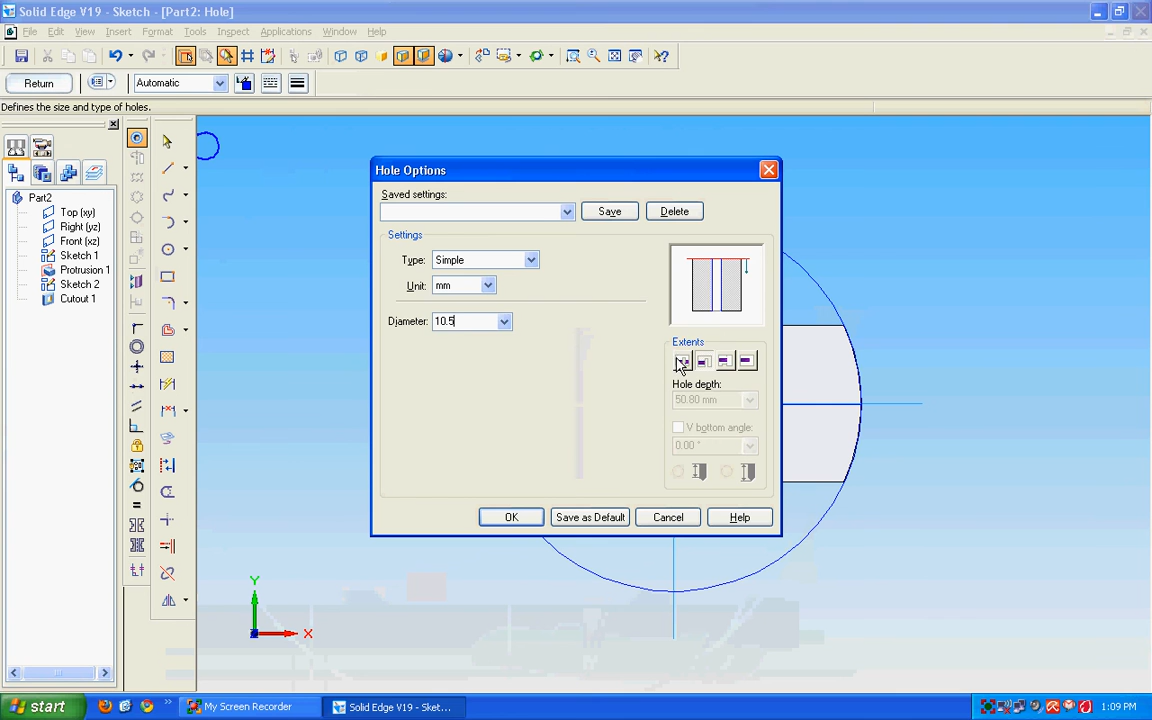 Solid Edge V19 - Sketch - [Part2: Hole]
File Edit View Insert Format Tools Inspect Applications Window Help
Return
Automatic
Defines the size and type of holes.
Part2
Top (xy)
Right (yz)
Front (xz)
Sketch 1
Protrusion 1
Sketch 2
Cutout 1
Hole Options
Saved settings:
Save
Delete
Settings
Type: Simple
Unit: mm
Diameter: 10.5
Extents
Hole depth:
50.80 mm
V bottom angle:
0.00 °
OK
Save as Default
Cancel
Help
Y
X
start
My Screen Recorder
Solid Edge V19 - Sket...
1:09 PM